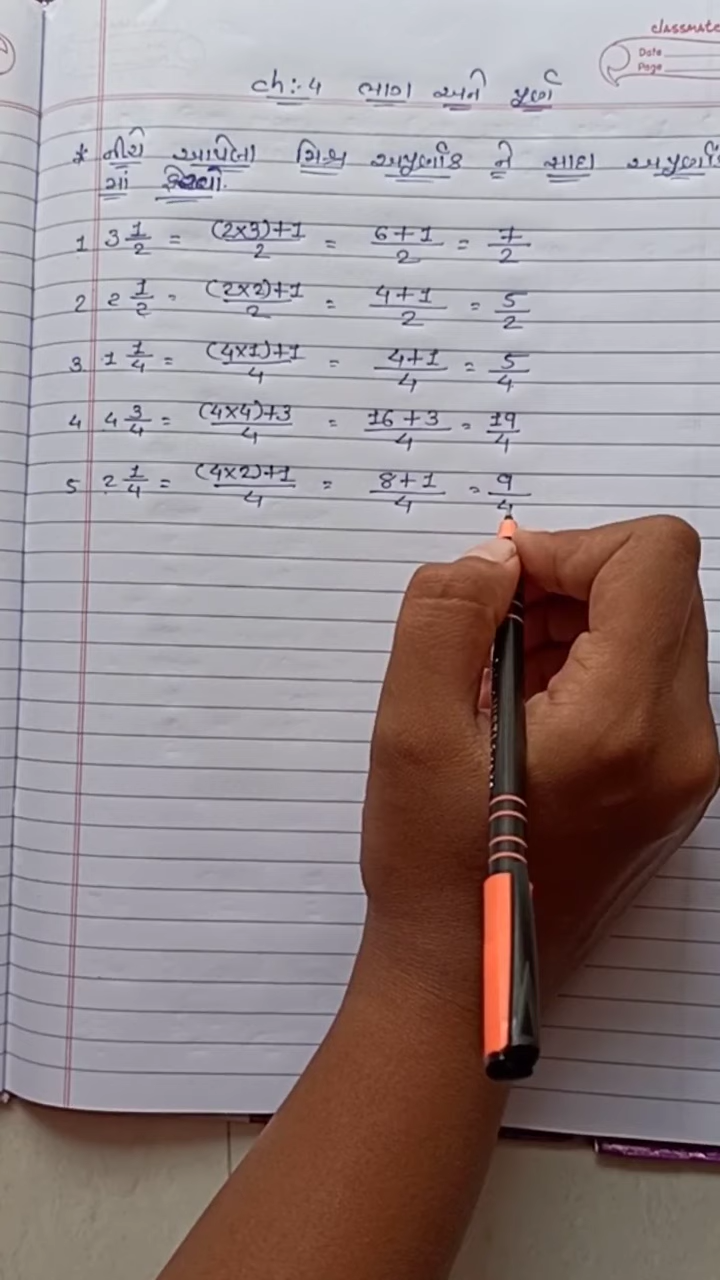 classmate
Date
Page
ch:-4 ભાગ અને પૂર્ણ
* નીચે આપેલા મિશ્ર અપૂર્ણાંક ને સાદા અપૂર્ણાંક
માં ફેરવો.
1 3 1/2 = (2×3)+1/2 = 6+1/2 = 7/2
2 2 1/2 = (2×2)+1/2 = 4+1/2 = 5/2
3 1 1/4 = (4×1)+1/4 = 4+1/4 = 5/4
4 4 3/4 = (4×4)+3/4 = 16+3/4 = 19/4
5 2 1/4 = (4×2)+1/4 = 8+1/4 = 9/4